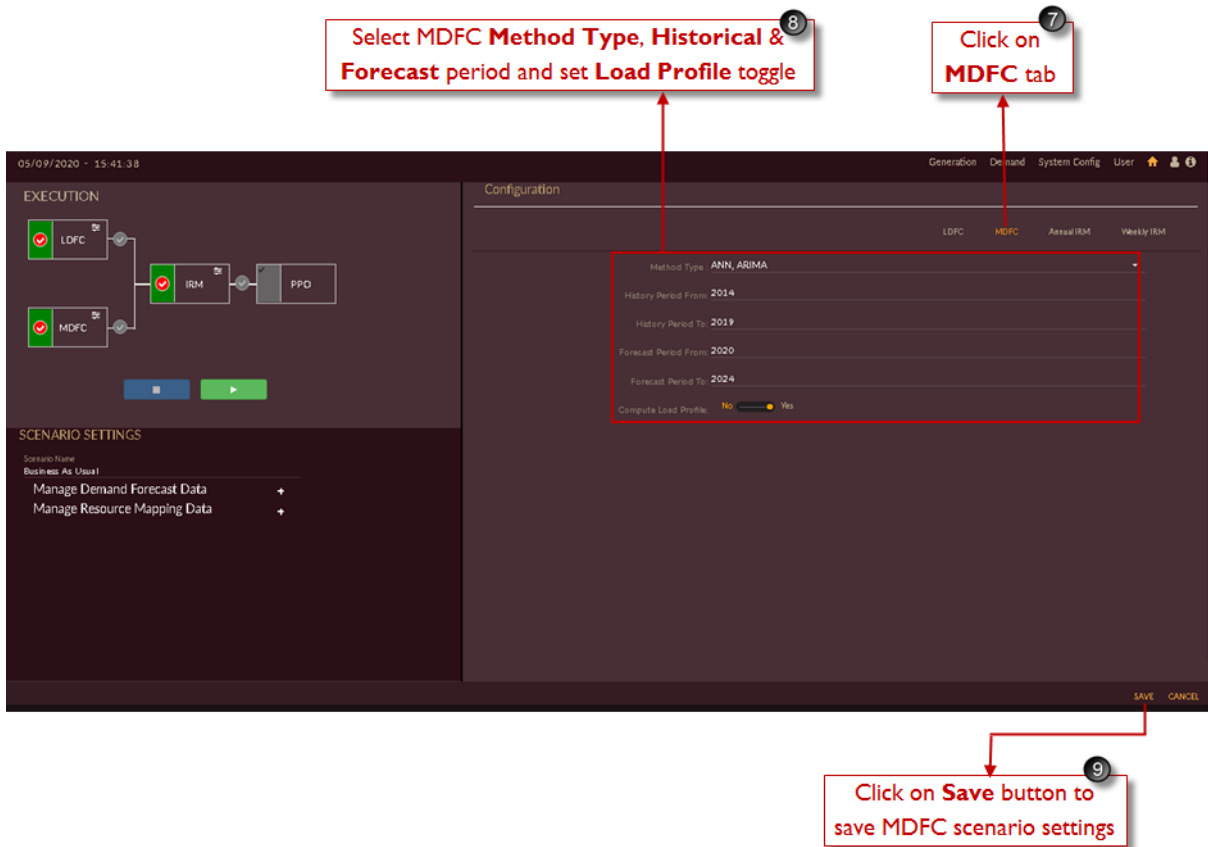 8
Select MDFC Method Type, Historical &
Forecast period and set Load Profile toggle
7
Click on
MDFC tab
05/09/2020 - 15:41:38
Generation Demand System Config User
EXECUTION
LDFC
IRM
PPD
MDFC
SCENARIO SETTINGS
Scenario Name
Business As Usual
Manage Demand Forecast Data +
Manage Resource Mapping Data +
Configuration
LDFC MDFC Annual IRM Weekly IRM
Method Type: ANN, ARIMA
History Period From: 2014
History Period To: 2019
Forecast Period From: 2020
Forecast Period To: 2024
Compute Load Profile: No Yes
SAVE CANCEL
9
Click on Save button to
save MDFC scenario settings